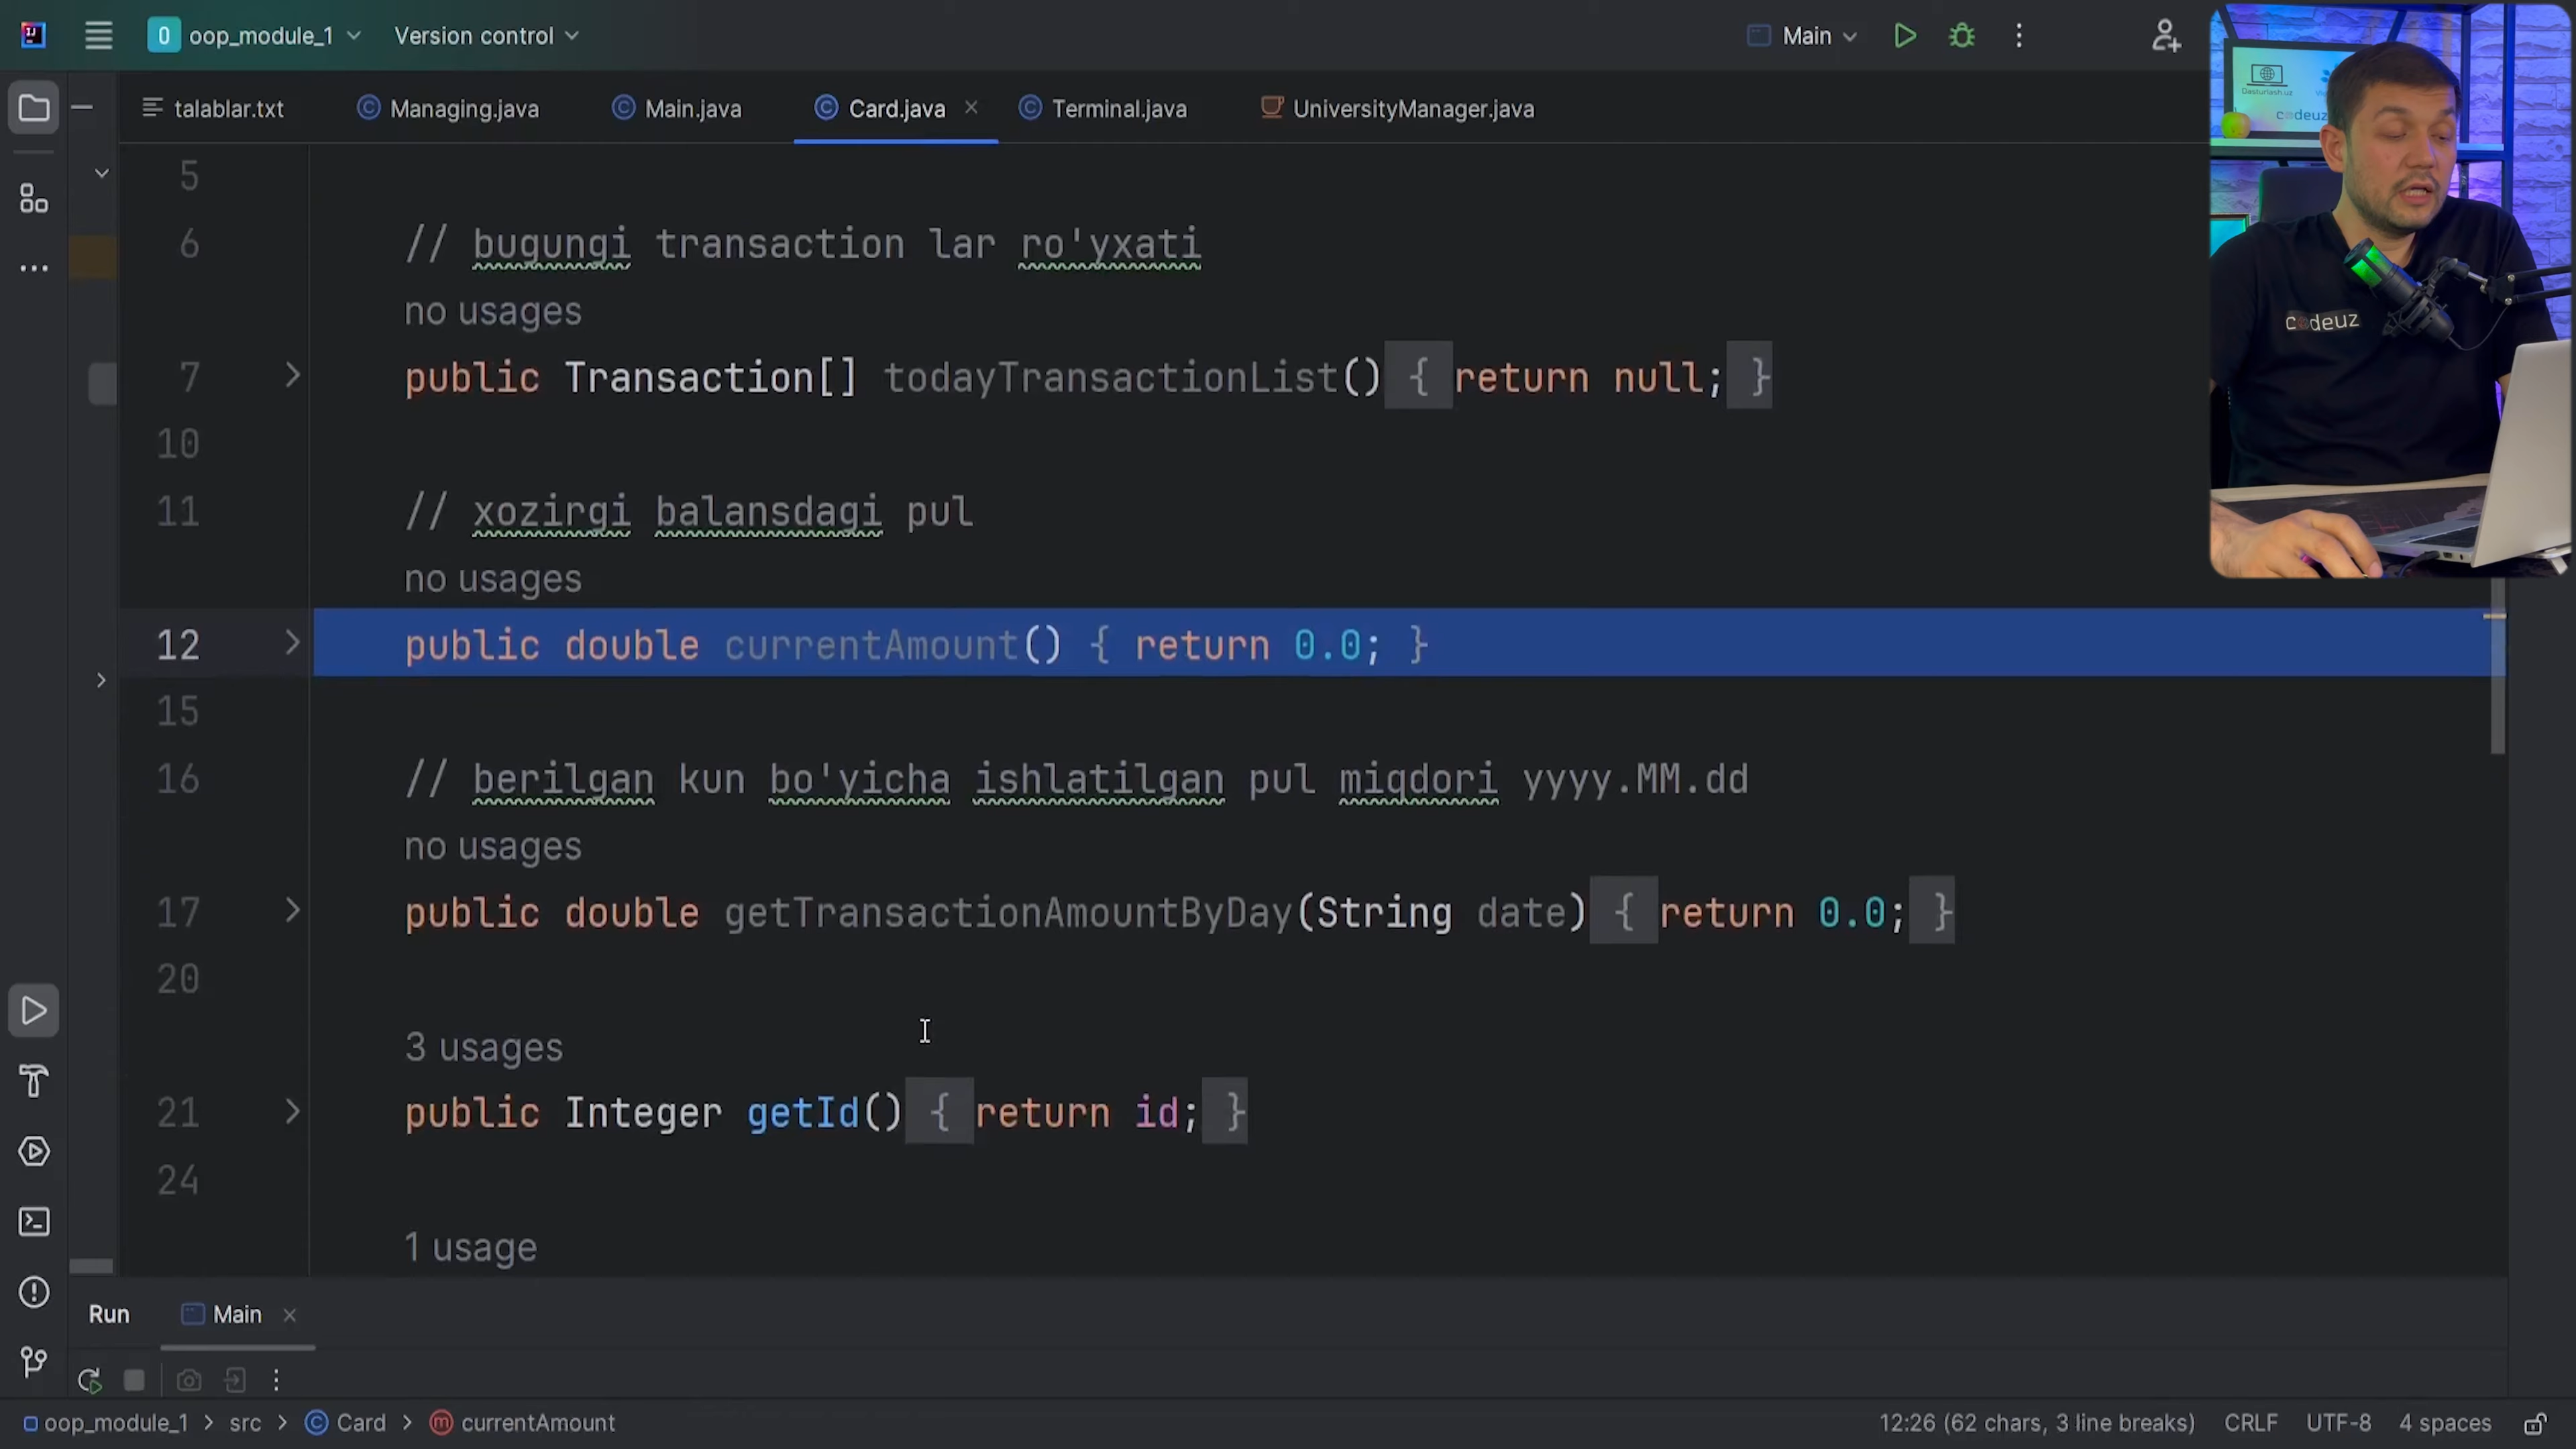 0 oop_module_1 Version control Main
talablar.txt Managing.java Main.java Card.java Terminal.java UniversityManager.java
Dasturlash.uz
codeuz
codeuz
5
6 // bugungi transaction lar ro'yxati
no usages
7 public Transaction[] todayTransactionList() { return null; }
10
11 // xozirgi balansdagi pul
no usages
12 public double currentAmount() { return 0.0; }
15
16 // berilgan kun bo'yicha ishlatilgan pul miqdori yyyy.MM.dd
no usages
17 public double getTransactionAmountByDay(String date) { return 0.0; }
20
3 usages
21 public Integer getId() { return id; }
24
1 usage
Run Main
oop_module_1 > src > Card > currentAmount 12:26 (62 chars, 3 line breaks) CRLF UTF-8 4 spaces